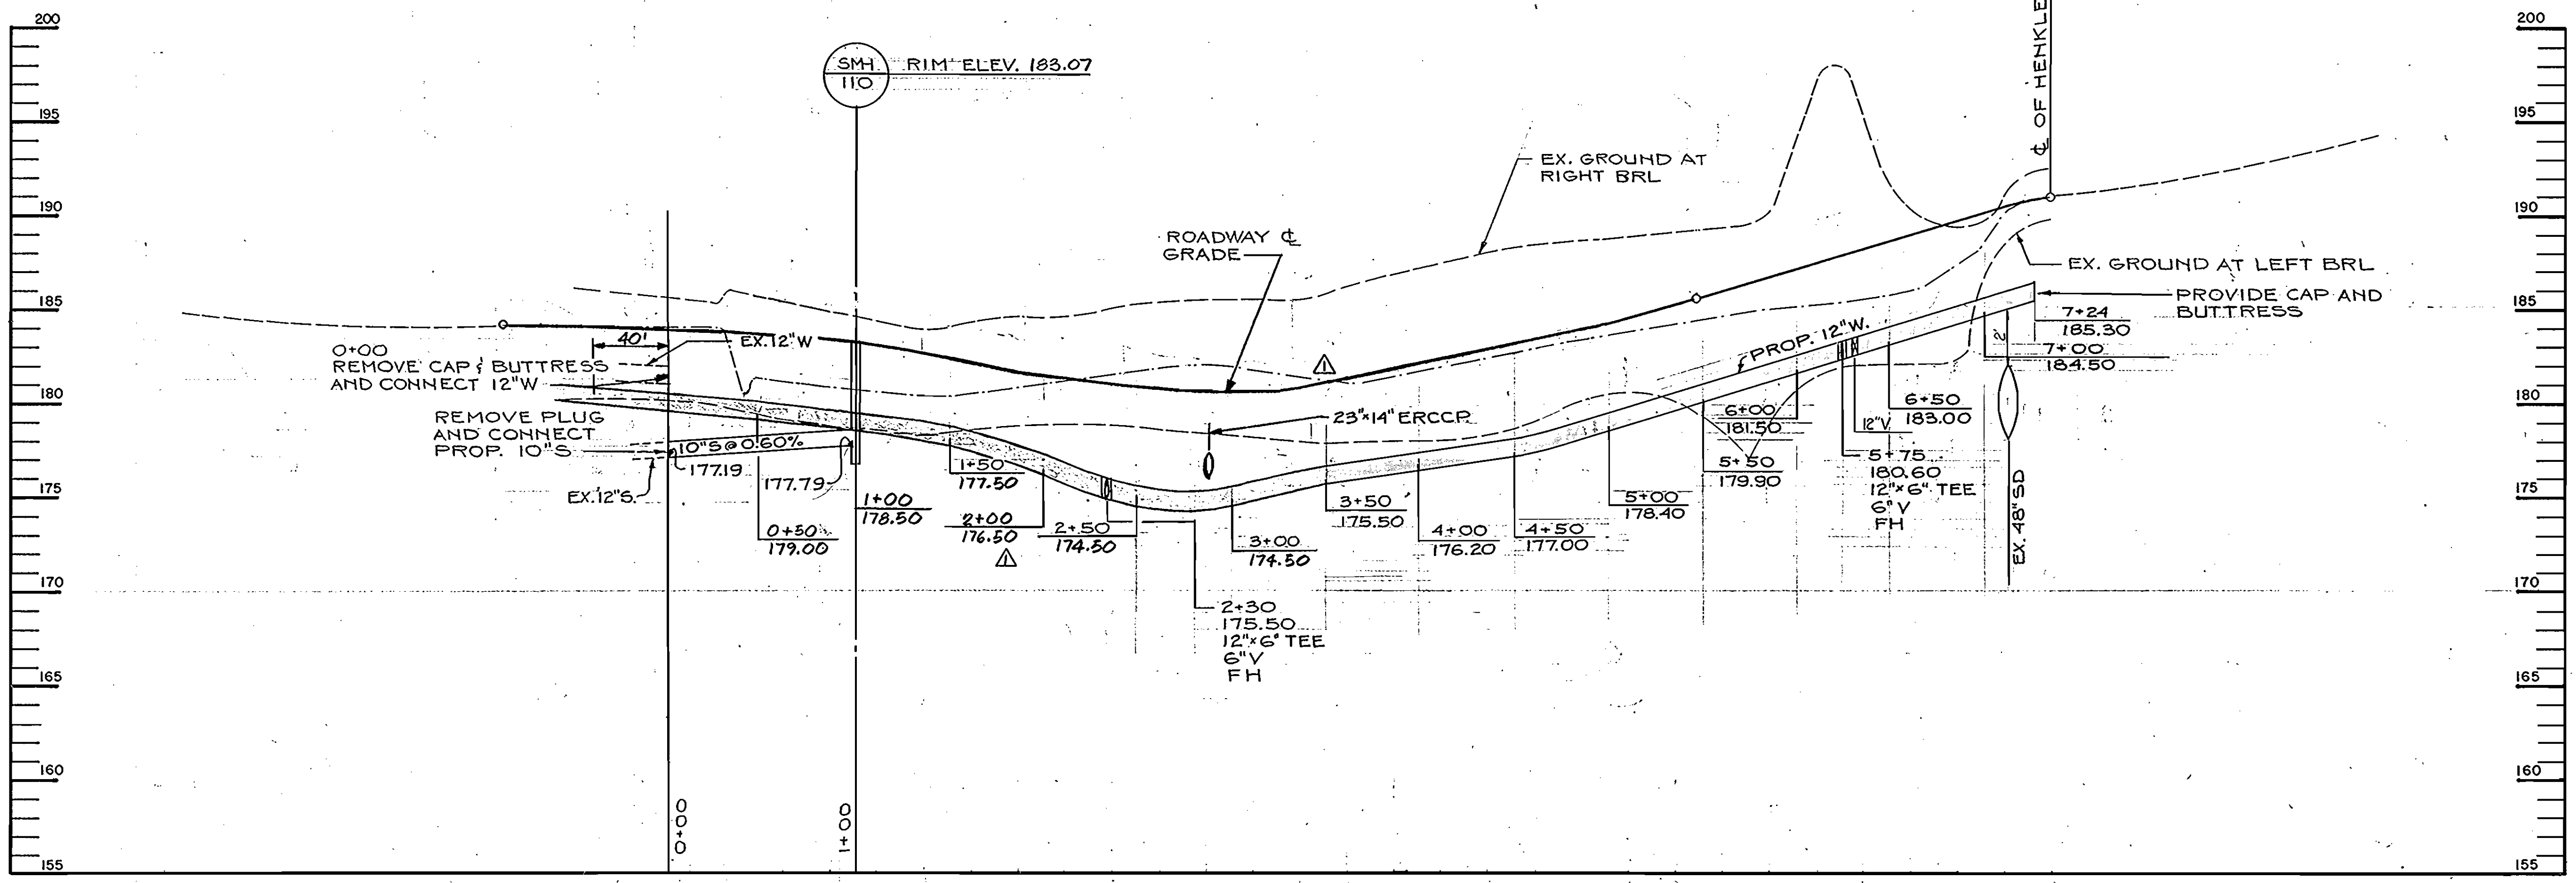 200
195
190
185
180
175
170
165
160
155
SMH
110
RIM ELEV. 183.07
℄ OF HENKLE
EX. GROUND AT
RIGHT BRL
ROADWAY ℄
GRADE
EX. GROUND AT LEFT BRL
PROVIDE CAP AND
BUTTRESS
40'
0+00
REMOVE CAP & BUTTRESS
AND CONNECT 12"W
EX. 12"W
REMOVE PLUG
AND CONNECT
PROP. 10"S
10"S @ 0.60%
177.19
177.79
EX. 12"S.
0+50
179.00
1+00
178.50
1+50
177.50
2+00
176.50
1
2+50
174.50
2+30
175.50
12"×6" TEE
6"V
FH
23"×14" ERCCP
3+00
174.50
1
3+50
175.50
4+00
176.20
4+50
177.00
5+00
178.40
5+50
179.90
6+00
181.50
PROP. 12"W.
12"V
5+75
180.60
12"×6" TEE
6"V
FH
6+50
183.00
7+00
184.50
7+24
185.30
2'
EX. 48" SD
0+00
1+00
200
195
190
185
180
175
170
165
160
155